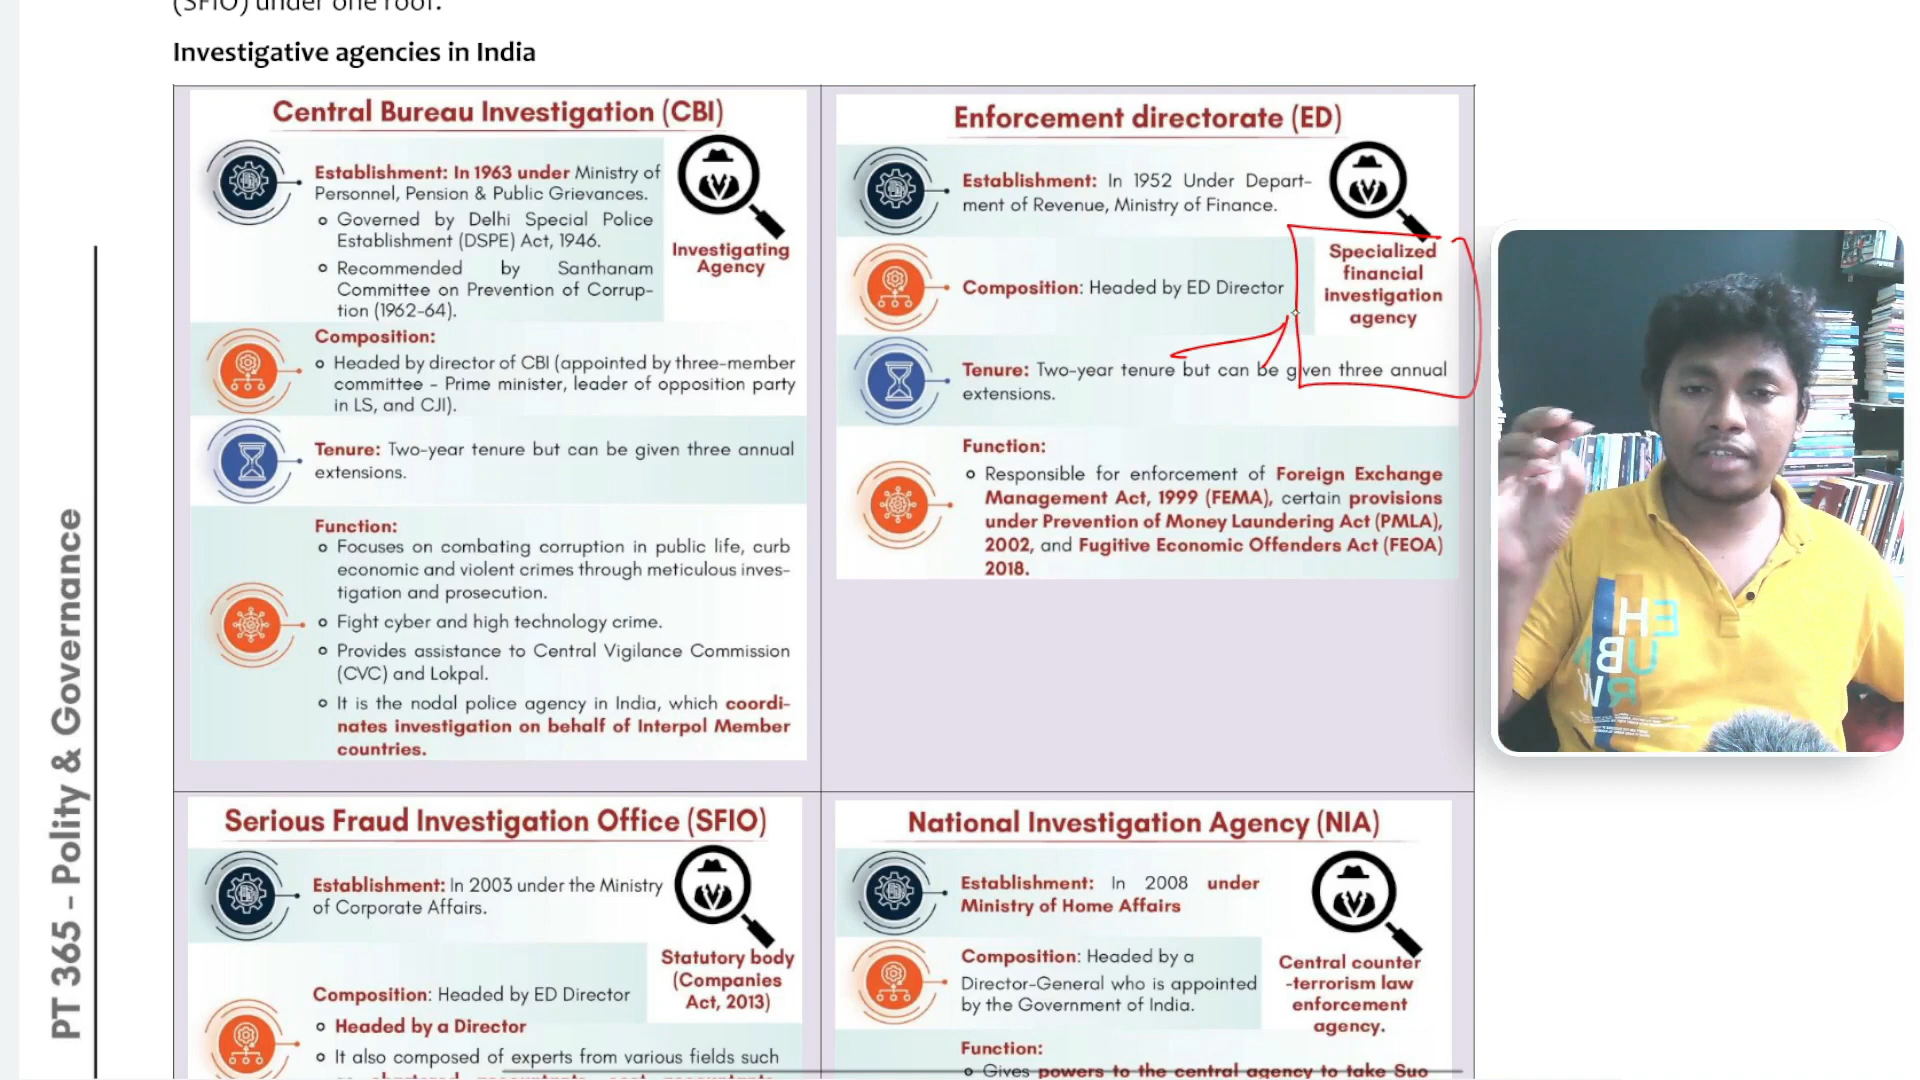 (SFIO) under one roof.
Investigative agencies in India
Central Bureau Investigation (CBI)
Establishment: In 1963 under Ministry of
Personnel, Pension & Public Grievances.
Governed by Delhi Special Police
Establishment (DSPE) Act, 1946.
Recommended by Santhanam
Committee on Prevention of Corrup-
tion (1962-64).
Investigating
Agency
Composition:
Headed by director of CBI (appointed by three-member
committee - Prime minister, leader of opposition party
in LS, and CJI).
Tenure: Two-year tenure but can be given three annual
extensions.
Function:
Focuses on combating corruption in public life, curb
economic and violent crimes through meticulous inves-
tigation and prosecution.
Fight cyber and high technology crime.
Provides assistance to Central Vigilance Commission
(CVC) and Lokpal.
It is the nodal police agency in India, which coordi-
nates investigation on behalf of Interpol Member
countries.
Enforcement directorate (ED)
Establishment: In 1952 Under Depart-
ment of Revenue, Ministry of Finance.
Specialized
financial
investigation
agency
Composition: Headed by ED Director
Tenure: Two-year tenure but can be given three annual
extensions.
Function:
Responsible for enforcement of Foreign Exchange
Management Act, 1999 (FEMA), certain provisions
under Prevention of Money Laundering Act (PMLA),
2002, and Fugitive Economic Offenders Act (FEOA)
2018.
Serious Fraud Investigation Office (SFIO)
Establishment: In 2003 under the Ministry
of Corporate Affairs.
Statutory body
(Companies
Act, 2013)
Composition: Headed by ED Director
Headed by a Director
It also composed of experts from various fields such
National Investigation Agency (NIA)
Establishment: In 2008 under
Ministry of Home Affairs
Composition: Headed by a
Director-General who is appointed
by the Government of India.
Central counter
-terrorism law
enforcement
agency.
Function:
Gives powers to the central agency to take Suo
PT 365 - Polity & Governance